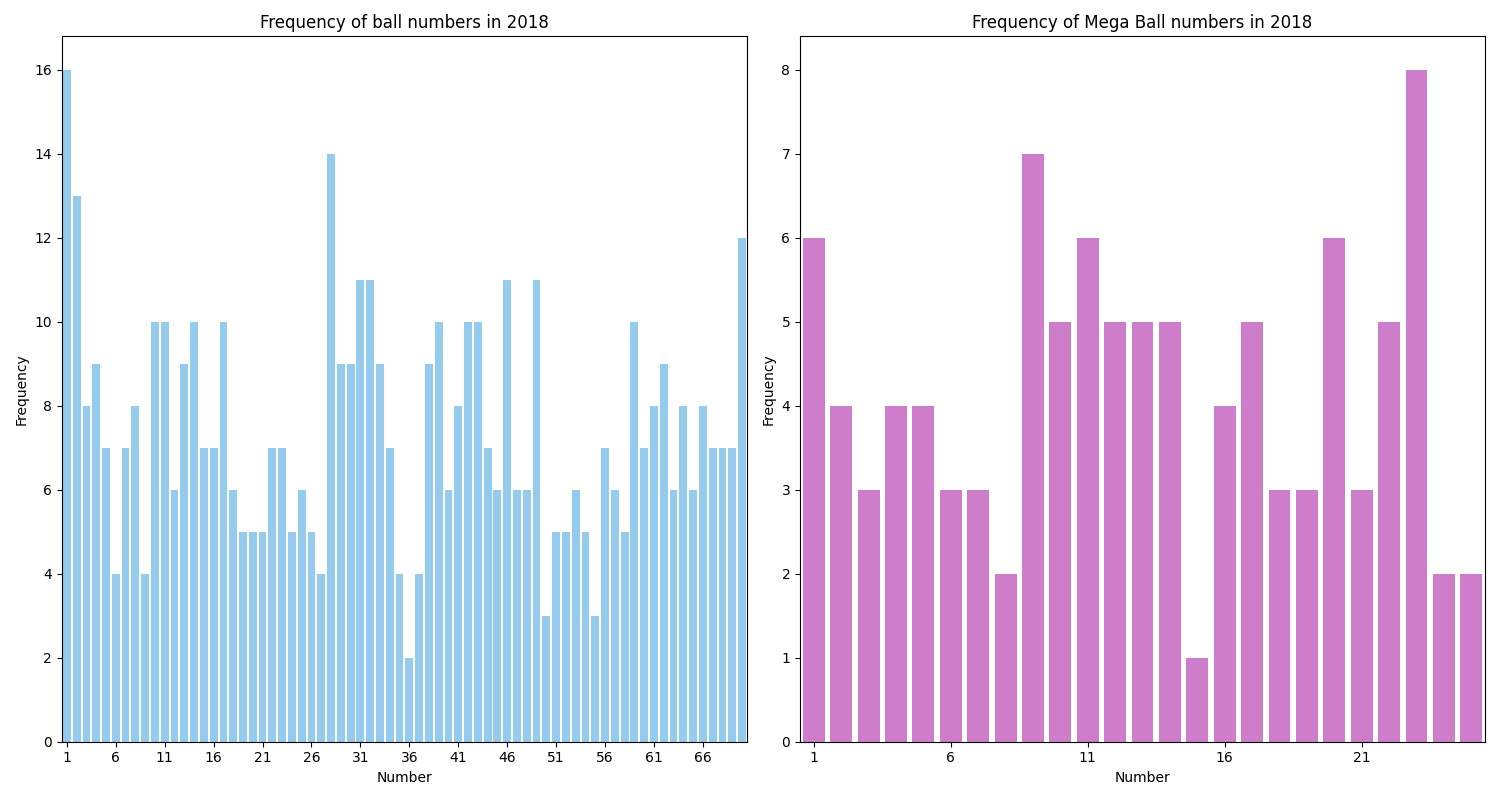 Frequency of ball numbers in 2018
Frequency
16
14
12
10
8
6
4
2
0
1 6 11 16 21 26 31 36 41 46 51 56 61 66
Number
Frequency of Mega Ball numbers in 2018
Frequency
8
7
6
5
4
3
2
1
0
1 6 11 16 21
Number